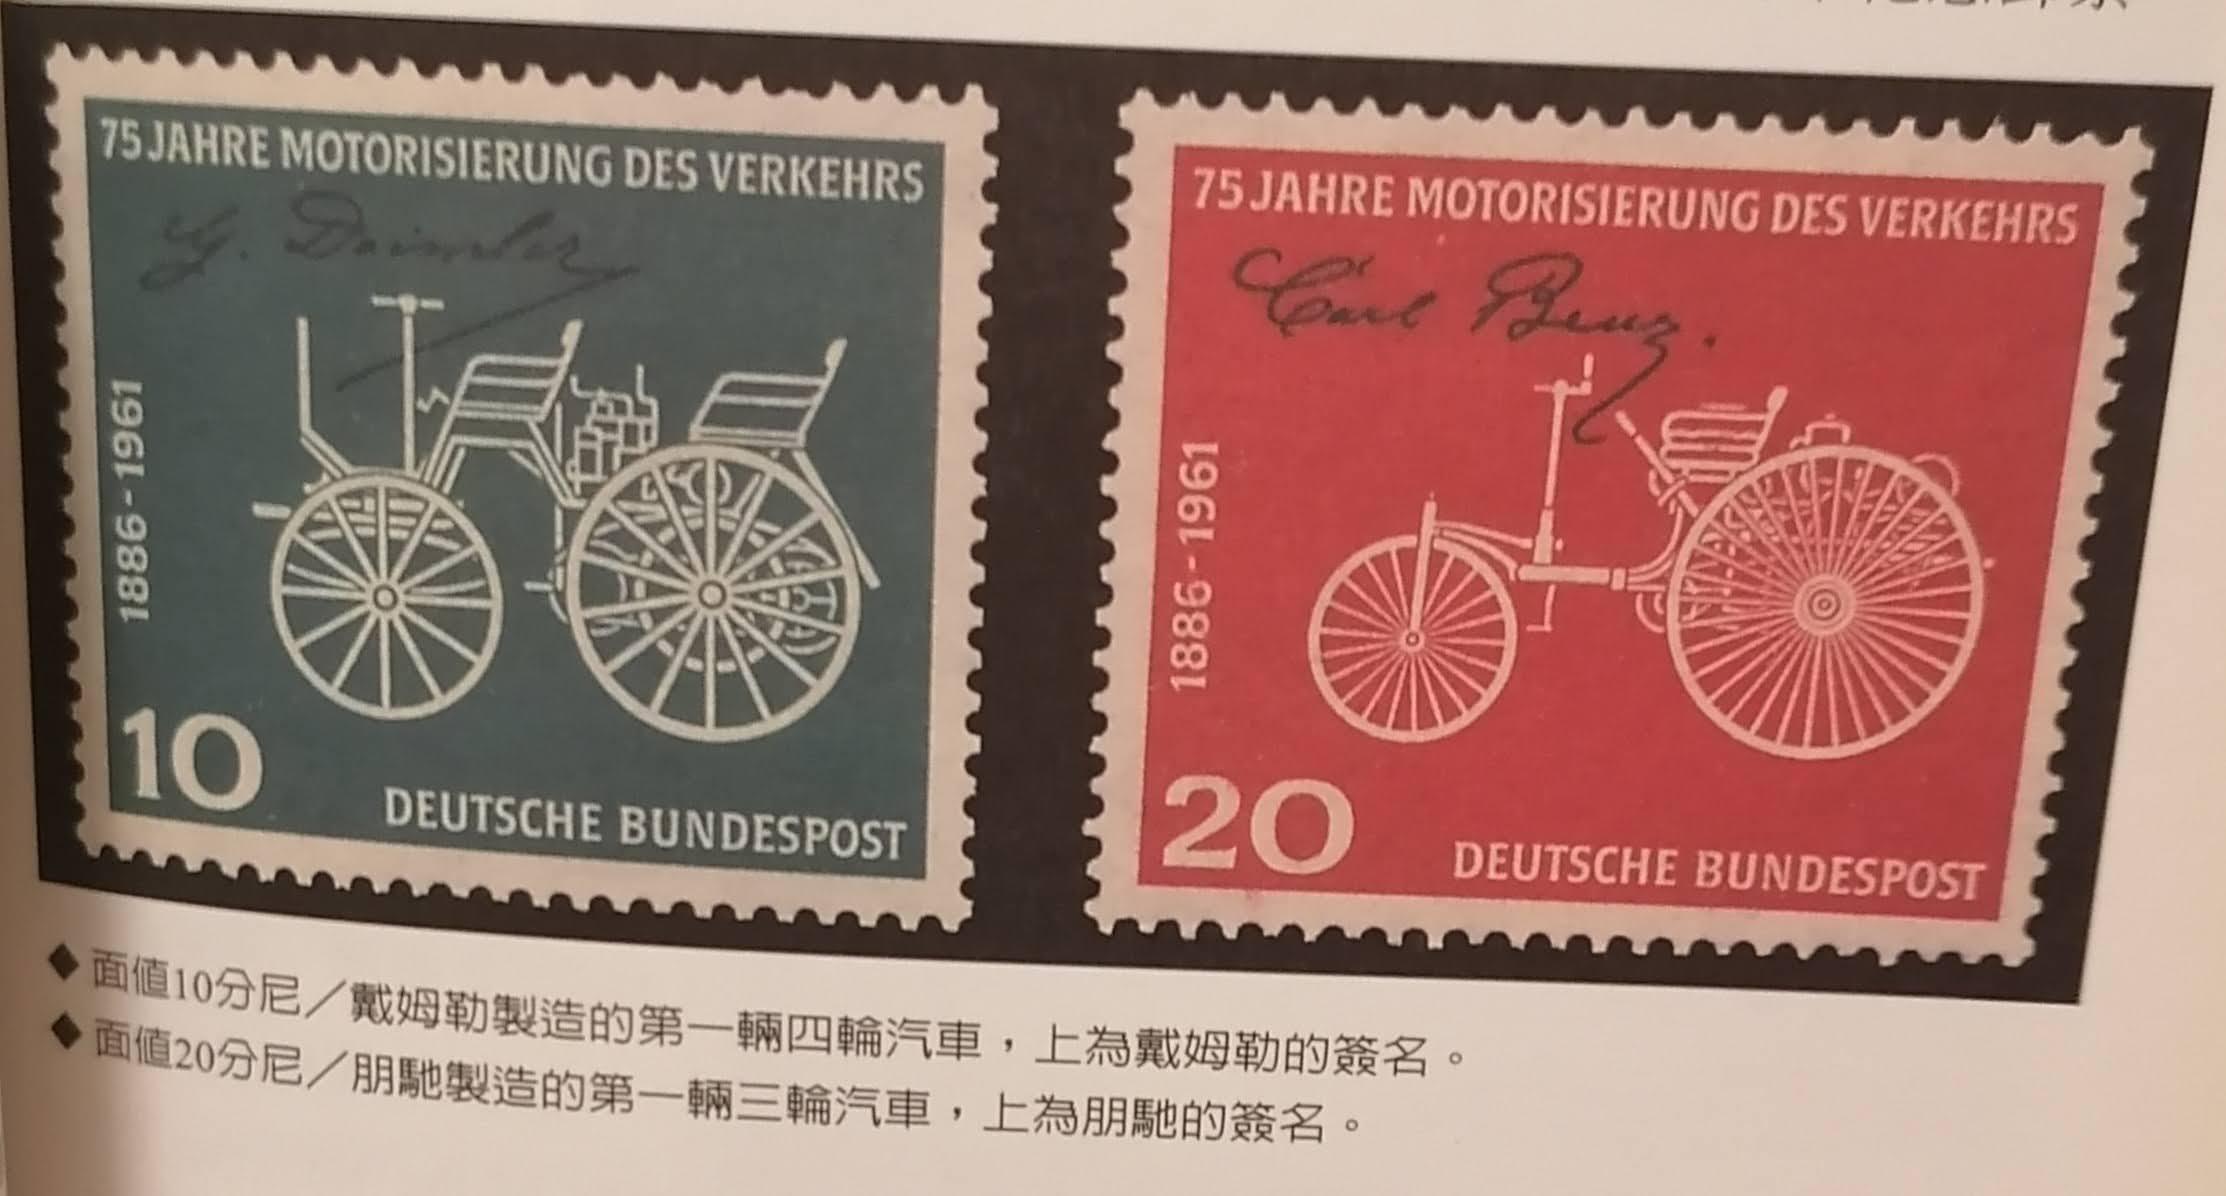 75 JAHRE MOTORISIERUNG DES VERKEHRS
G. Daimler
1886-1961
10
DEUTSCHE BUNDESPOST
75 JAHRE MOTORISIERUNG DES VERKEHRS
Carl Benz.
1886-1961
20
DEUTSCHE BUNDESPOST
◆ 面值10分尼／戴姆勒製造的第一輛四輪汽車，上為戴姆勒的簽名。
◆ 面值20分尼／朋馳製造的第一輛三輪汽車，上為朋馳的簽名。